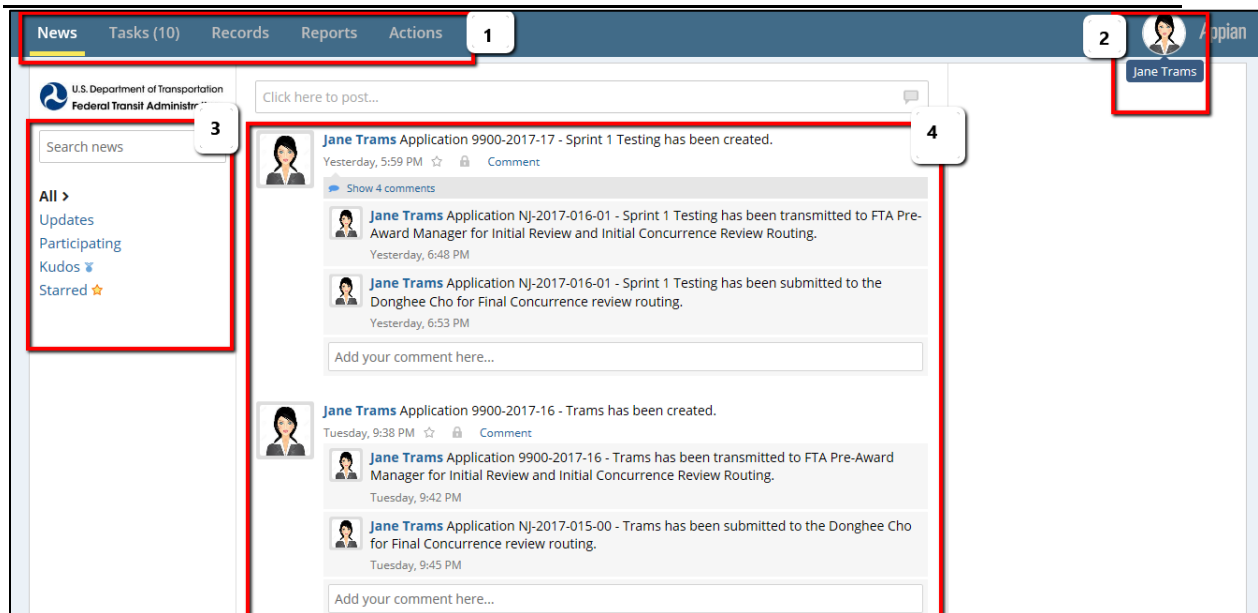 News Tasks (10) Records Reports Actions 1 2 Appian
Jane Trams
U.S. Department of Transportation
Federal Transit
3
Search news
All >
Updates
Participating
Kudos
Starred
Click here to post...
4
Jane Trams Application 9900-2017-17 - Sprint 1 Testing has been created.
Yesterday, 5:59 PM Comment
Show 4 comments
Jane Trams Application NJ-2017-016-01 - Sprint 1 Testing has been transmitted to FTA Pre-
Award Manager for Initial Review and Initial Concurrence Review Routing.
Yesterday, 6:48 PM
Jane Trams Application NJ-2017-016-01 - Sprint 1 Testing has been submitted to the
Donghee Cho for Final Concurrence review routing.
Yesterday, 6:53 PM
Add your comment here...
Jane Trams Application 9900-2017-16 - Trams has been created.
Tuesday, 9:38 PM Comment
Jane Trams Application 9900-2017-16 - Trams has been transmitted to FTA Pre-Award
Manager for Initial Review and Initial Concurrence Review Routing.
Tuesday, 9:42 PM
Jane Trams Application NJ-2017-015-00 - Trams has been submitted to the Donghee Cho
for Final Concurrence review routing.
Tuesday, 9:45 PM
Add your comment here...